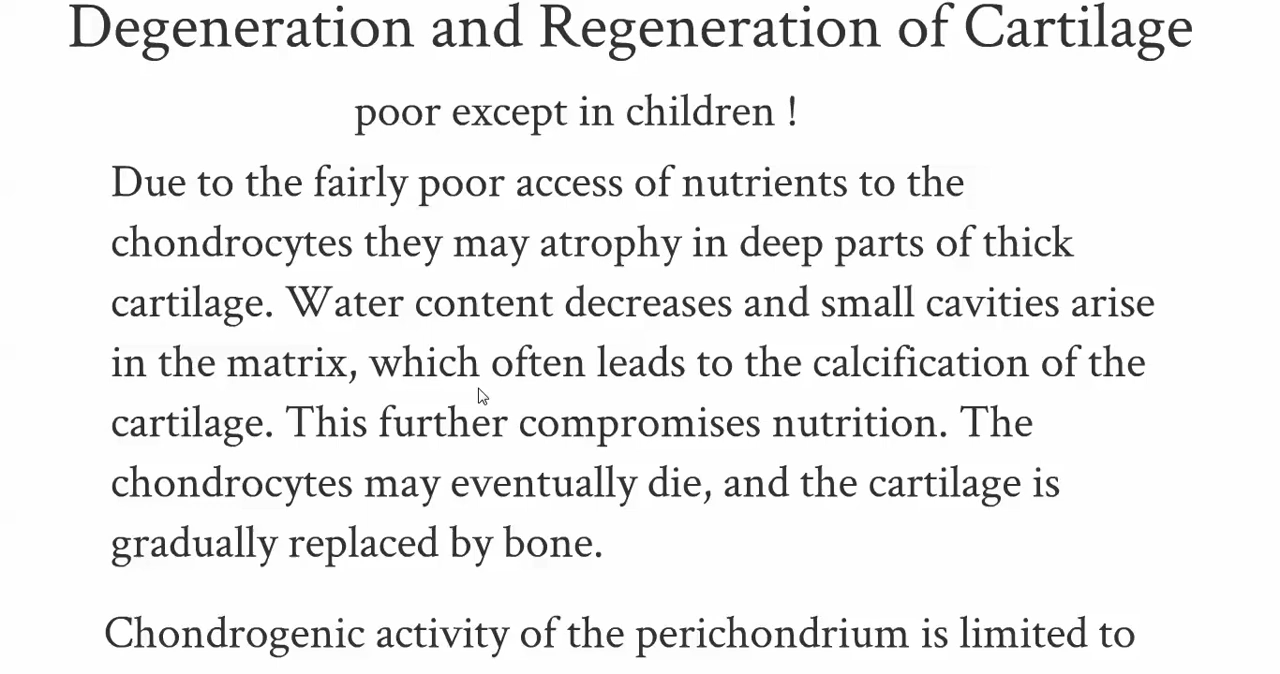 Degeneration and Regeneration of Cartilage
poor except in children !
Due to the fairly poor access of nutrients to the
chondrocytes they may atrophy in deep parts of thick
cartilage. Water content decreases and small cavities arise
in the matrix, which often leads to the calcification of the
cartilage. This further compromises nutrition. The
chondrocytes may eventually die, and the cartilage is
gradually replaced by bone.
Chondrogenic activity of the perichondrium is limited to